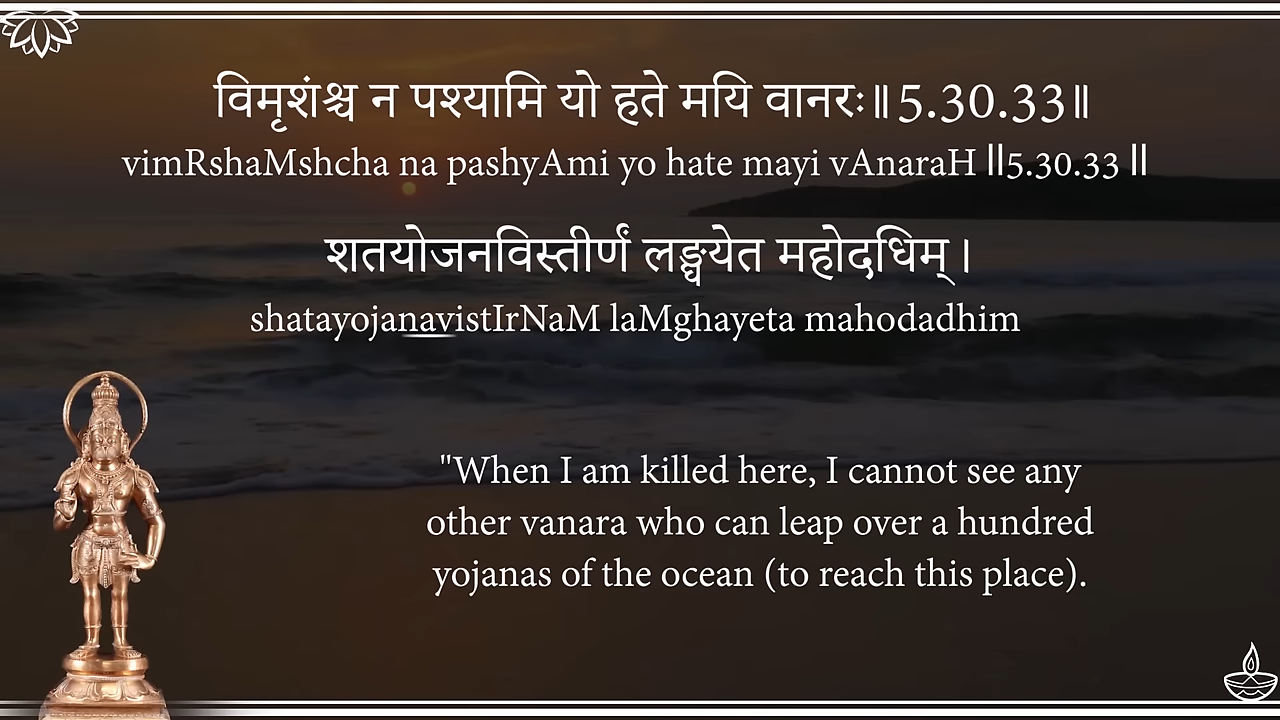 विमृशंश्च न पश्यामि यो हते मयि वानरः॥5.30.33॥
vimRshaMshcha na pashyAmi yo hate mayi vAnaraH ||5.30.33 ||
शतयोजनविस्तीर्णं लङ्घयेत महोदधिम्।
shatayojanavistIrNaM laMghayeta mahodadhim
"When I am killed here, I cannot see any
other vanara who can leap over a hundred
yojanas of the ocean (to reach this place).